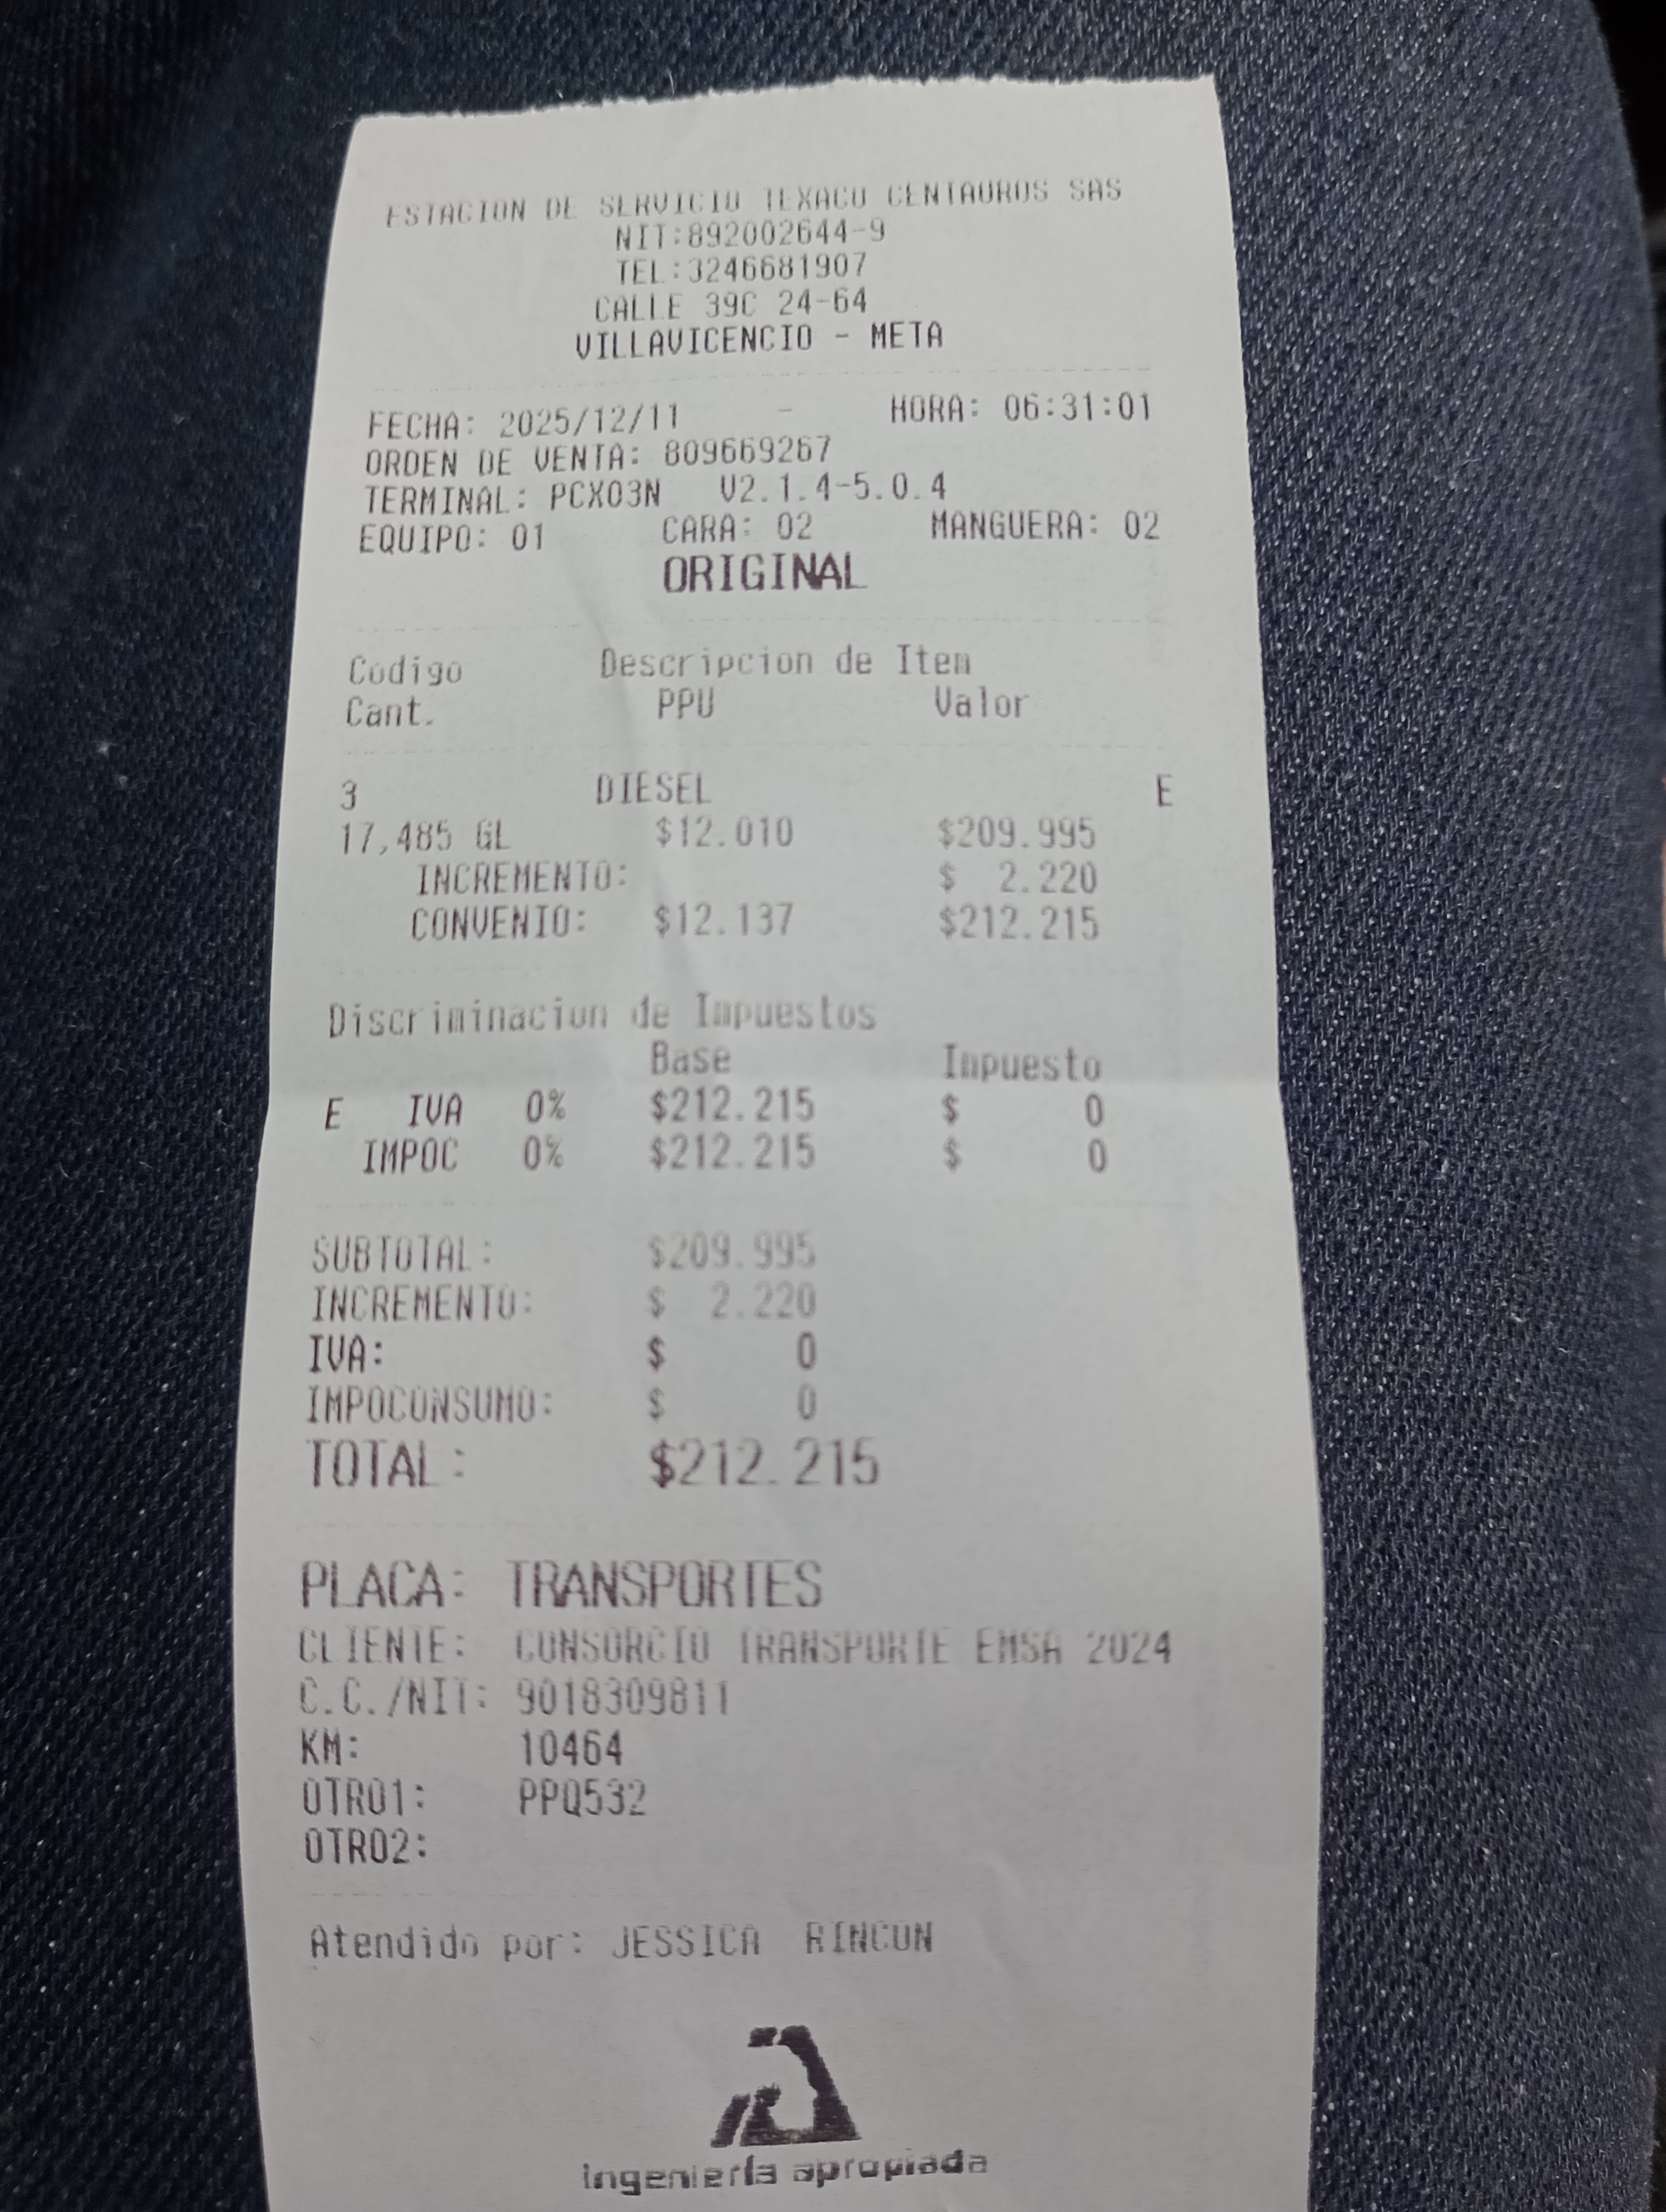 ESTACION DE SERVICIO TEXACO CENTAUROS SAS
NIT:892002644-9
TEL:3246681907
CALLE 39C 24-64
VILLAVICENCIO - META
FECHA: 2025/12/11 - HORA: 06:31:01
ORDEN DE VENTA: 809669267
TERMINAL: PCX03N V2.1.4-5.0.4
EQUIPO: 01 CARA: 02 MANGUERA: 02
ORIGINAL
Codigo Descripcion de Item
Cant. PPU Valor
3 DIESEL E
17,485 GL $12.010 $209.995
INCREMENTO: $ 2.220
CONVENIO: $12.137 $212.215
Discriminacion de Impuestos
Base Impuesto
E IVA 0% $212.215 $ 0
IMPOC 0% $212.215 $ 0
SUBTOTAL: $209.995
INCREMENTO: $ 2.220
IVA: $ 0
IMPOCONSUMO: $ 0
TOTAL: $212.215
PLACA: TRANSPORTES
CLIENTE: CONSORCIO TRANSPORTE EMSA 2024
C.C./NIT: 9018309811
KM: 10464
OTRO1: PPQ532
OTRO2:
Atendido por: JESSICA RINCON
ingeniería apropiada